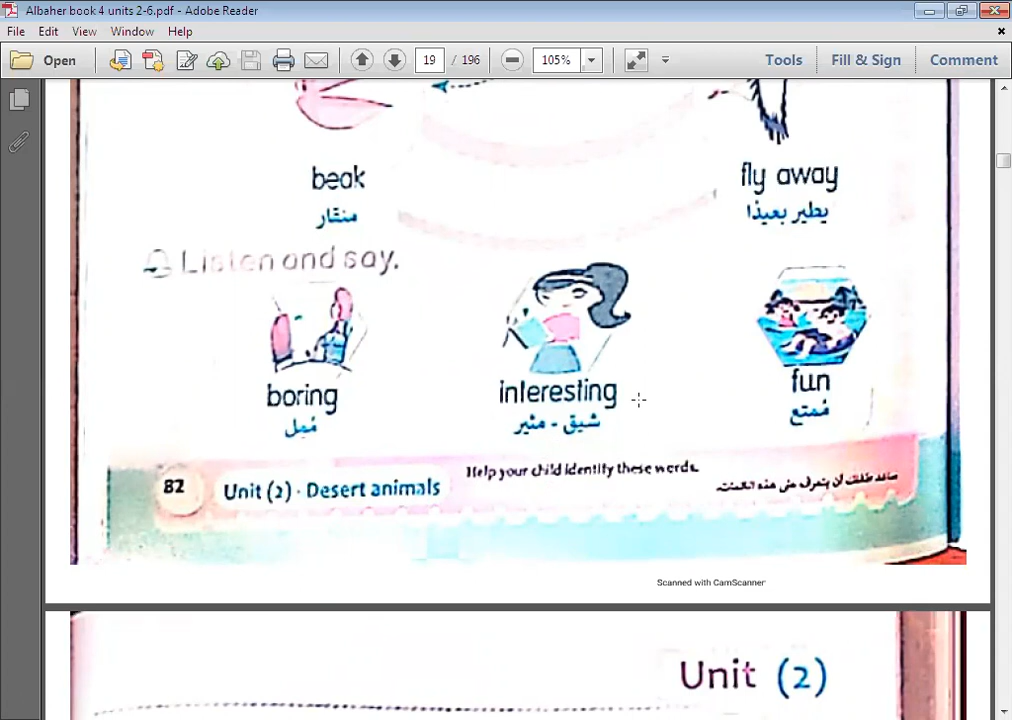 Albaher book 4 units 2-6.pdf - Adobe Reader
File Edit View Window Help
Open 19 / 196 105% Tools Fill & Sign Comment
beak fly away
منقار يطير بعيدًا
Listen and say.
boring interesting fun
مُمِل شيق - مثير مُمتع
82 Unit (2) · Desert animals Help your child identify these words. ساعد طفلك أن يتعرف على هذه الكلمات.
Scanned with CamScanner
Unit (2)